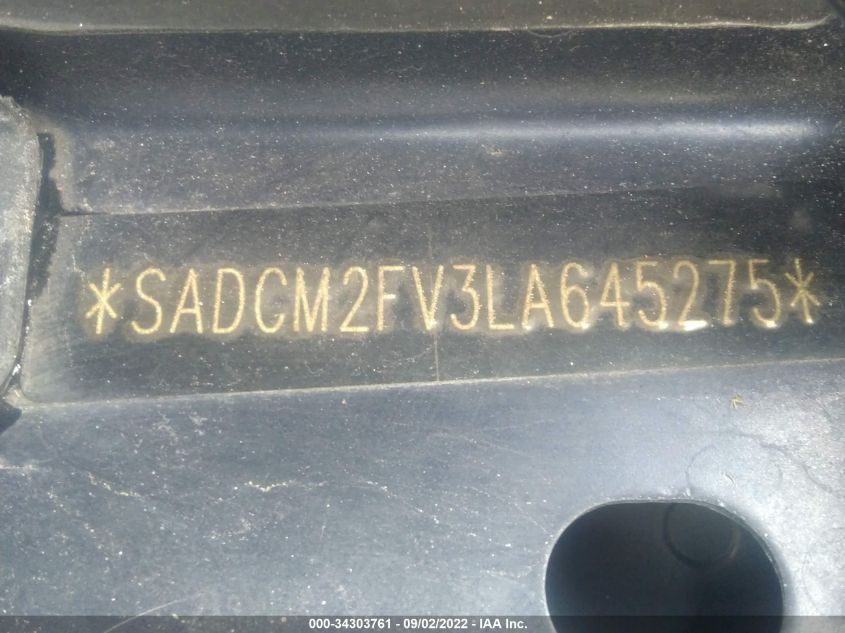 *SADCM2FV3LA645275*
000-34303761 - 09/02/2022 - IAA Inc.